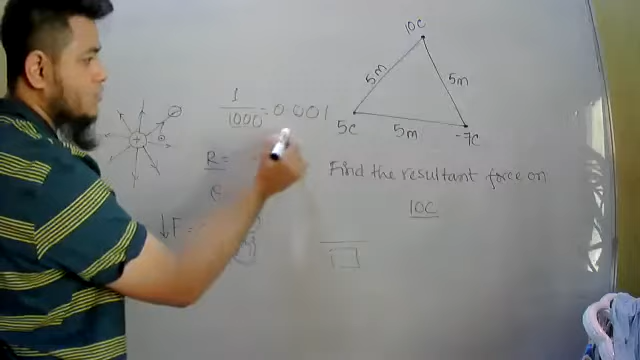 10C
5m
5m
5C
5m
-7C
1
1000
=0.001
R=
↓F=
Find the resultant force on
10C